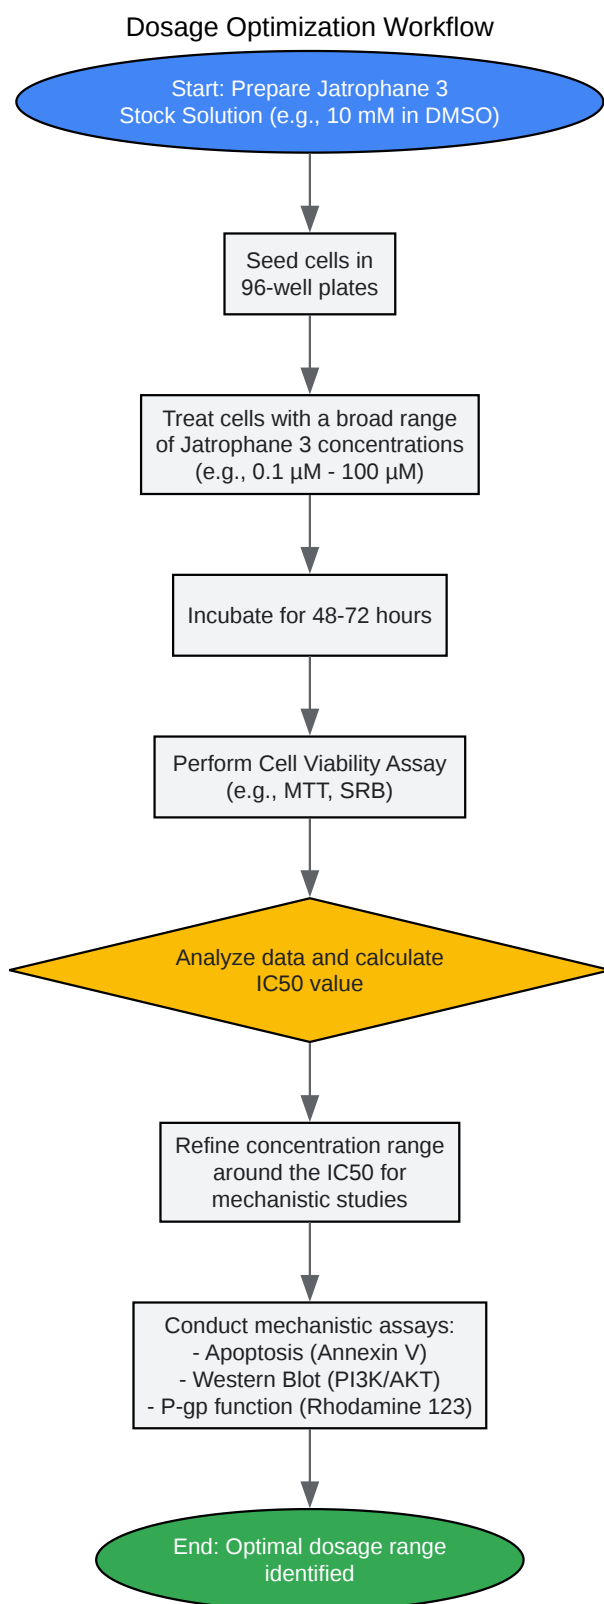 Dosage Optimization Workflow
Start: Prepare Jatrophane 3
Stock Solution (e.g., 10 mM in DMSO)
Seed cells in
96-well plates
Treat cells with a broad range
of Jatrophane 3 concentrations
(e.g., 0.1 µM - 100 µM)
Incubate for 48-72 hours
Perform Cell Viability Assay
(e.g., MTT, SRB)
Analyze data and calculate
IC50 value
Refine concentration range
around the IC50 for
mechanistic studies
Conduct mechanistic assays:
- Apoptosis (Annexin V)
- Western Blot (PI3K/AKT)
- P-gp function (Rhodamine 123)
End: Optimal dosage range
identified